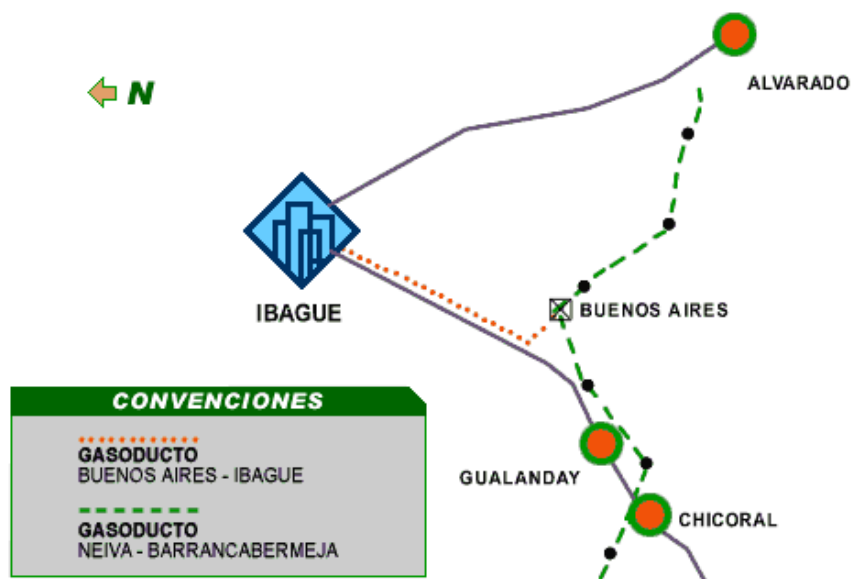 ALVARADO
N
BUENOS AIRES
IBAGUE
CONVENCIONES
GASODUCTO
BUENOS AIRES - IBAGUE
GASODUCTO
NEIVA - BARRANCABERMEJA
GUALANDAY
CHICORAL